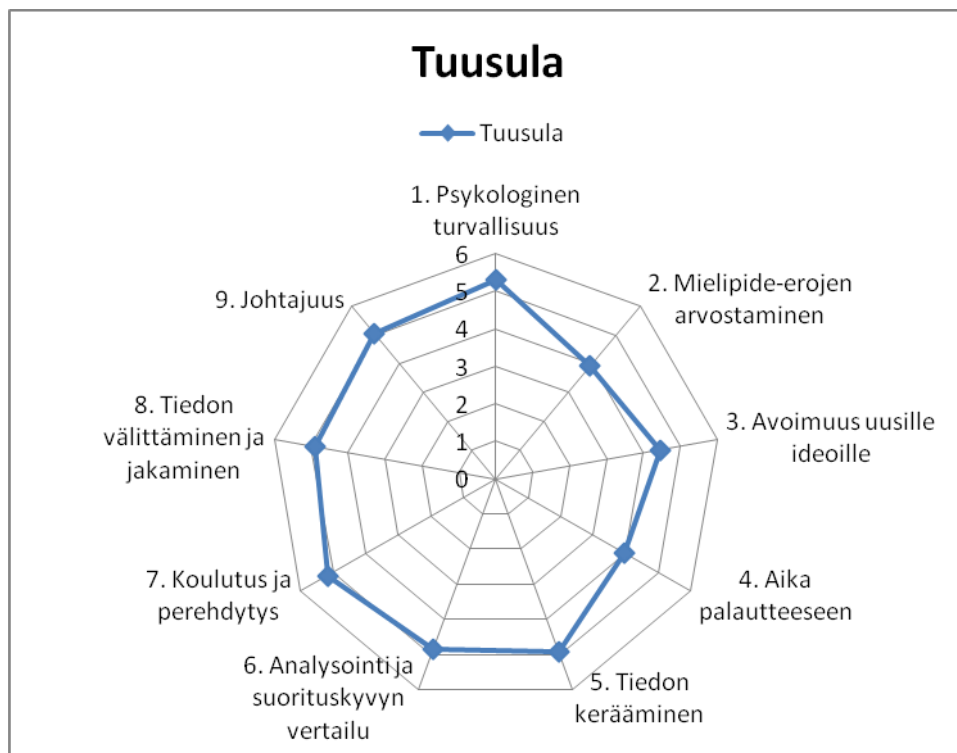 Tuusula
Tuusula
1. Psykologinen
turvallisuus
2. Mielipide-erojen
arvostaminen
3. Avoimuus uusille
ideoille
4. Aika
palautteeseen
5. Tiedon
kerääminen
6. Analysointi ja
suorituskyvyn
vertailu
7. Koulutus ja
perehdytys
8. Tiedon
välittäminen ja
jakaminen
9. Johtajuus
6
5
4
3
2
1
0